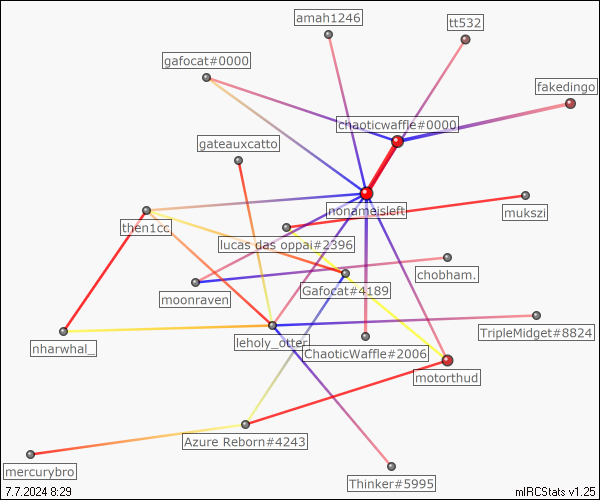 amah1246
tt532
gafocat#0000
fakedingo
chaoticwaffle#0000
gateauxcatto
nonameisleft
mukszi
then1cc
lucas das oppai#2396
chobham.
Gafocat#4189
moonraven
TripleMidget#8824
leholy_otter
nharwhal_
ChaoticWaffle#2006
motorthud
Azure Reborn#4243
mercurybro
Thinker#5995
7.7.2024 8:29
mIRCStats v1.25